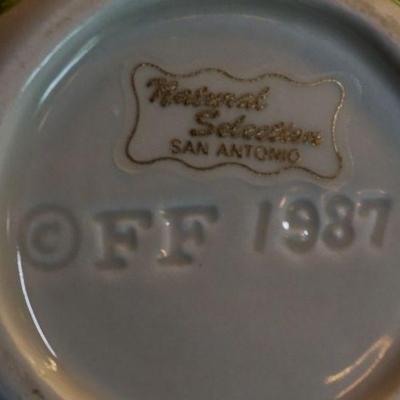 Natural
Selection
SAN ANTONIO
© FF 1987